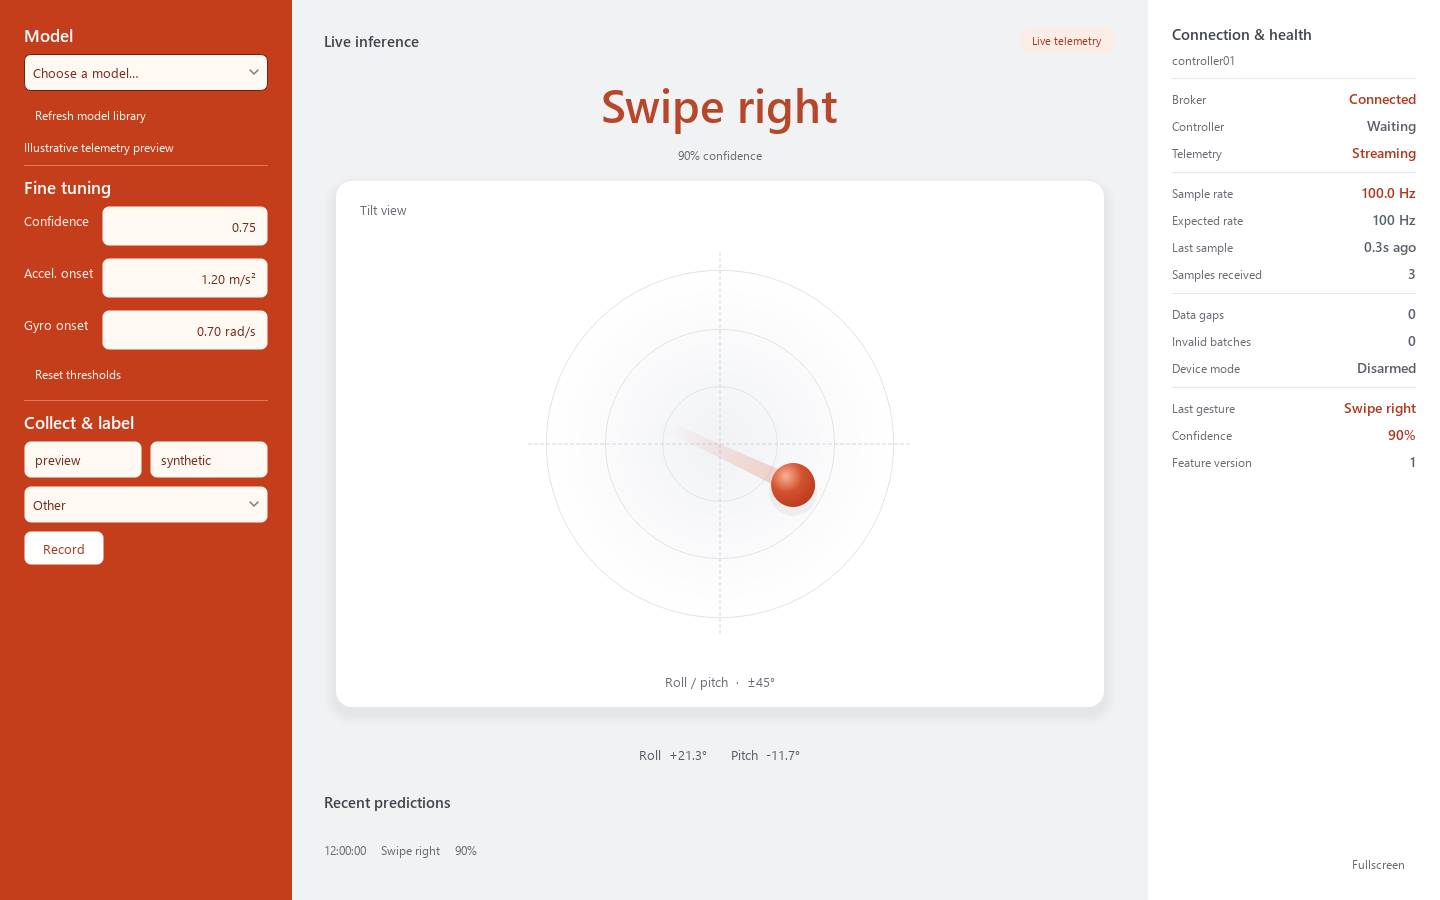 Model
Choose a model...
Refresh model library
Illustrative telemetry preview
Fine tuning
Confidence 0.75
Accel. onset 1.20 m/s²
Gyro onset 0.70 rad/s
Reset thresholds
Collect & label
preview synthetic
Other
Record
Live inference
Live telemetry
Swipe right
90% confidence
Tilt view
Roll / pitch · ±45°
Roll +21.3° Pitch -11.7°
Recent predictions
12:00:00 Swipe right 90%
Connection & health
controller01
Broker Connected
Controller Waiting
Telemetry Streaming
Sample rate 100.0 Hz
Expected rate 100 Hz
Last sample 0.3s ago
Samples received 3
Data gaps 0
Invalid batches 0
Device mode Disarmed
Last gesture Swipe right
Confidence 90%
Feature version 1
Fullscreen